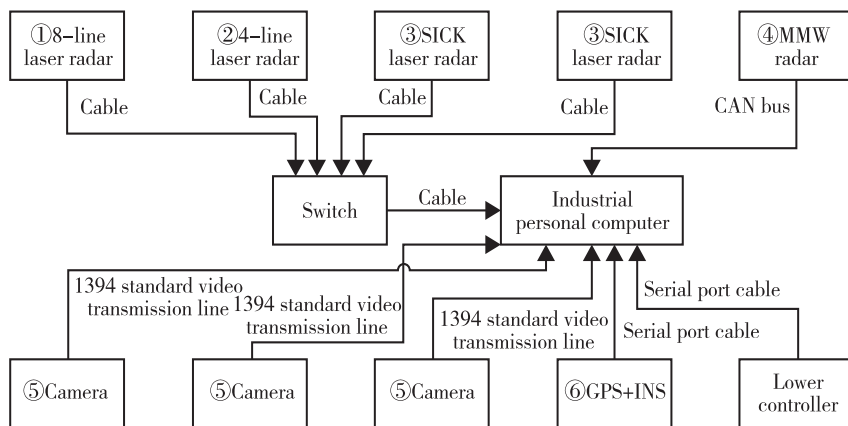 ①8–line
laser radar
②4–line
laser radar
③SICK
laser radar
③SICK
laser radar
④MMW
radar
Cable
Cable
Cable
Cable
CAN bus
Switch
Cable
Industrial
personal computer
1394 standard video
transmission line
1394 standard video
transmission line
1394 standard video
transmission line
Serial port cable
Serial port cable
⑤Camera
⑤Camera
⑤Camera
⑥GPS+INS
Lower
controller